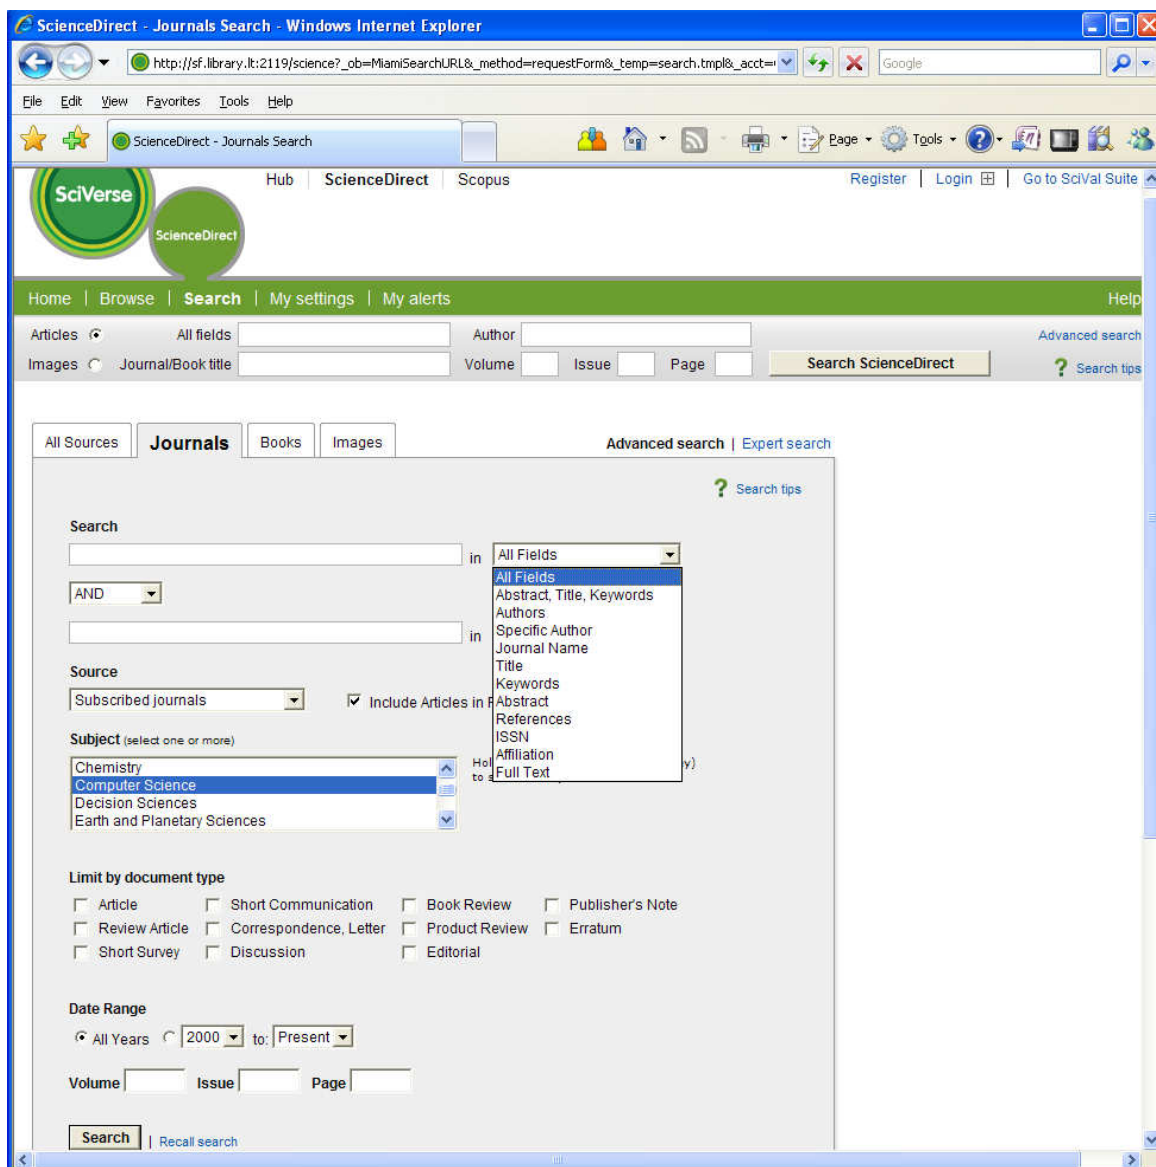 ScienceDirect - Journals Search - Windows Internet Explorer
http://sf.library.lt:2119/science?_ob=MiamiSearchURL&_method=requestForm&_temp=search.tmpl&_acct=
Google
File Edit View Favorites Tools Help
ScienceDirect - Journals Search
Page Tools
SciVerse
ScienceDirect
Hub | ScienceDirect | Scopus
Register | Login | Go to SciVal Suite
Home | Browse | Search | My settings | My alerts
Help
Articles All fields Author Advanced search
Images Journal/Book title Volume Issue Page Search ScienceDirect ? Search tips
All Sources Journals Books Images Advanced search | Expert search
? Search tips
Search
in All Fields
All Fields
Abstract, Title, Keywords
Authors
Specific Author
Journal Name
Title
Keywords
Abstract
References
ISSN
Affiliation
Full Text
AND
in
Source
Subscribed journals
Include Articles in
Subject (select one or more)
Chemistry
Computer Science
Decision Sciences
Earth and Planetary Sciences
to
Limit by document type
Article Short Communication Book Review Publisher's Note
Review Article Correspondence, Letter Product Review Erratum
Short Survey Discussion Editorial
Date Range
All Years 2000 to: Present
Volume Issue Page
Search | Recall search